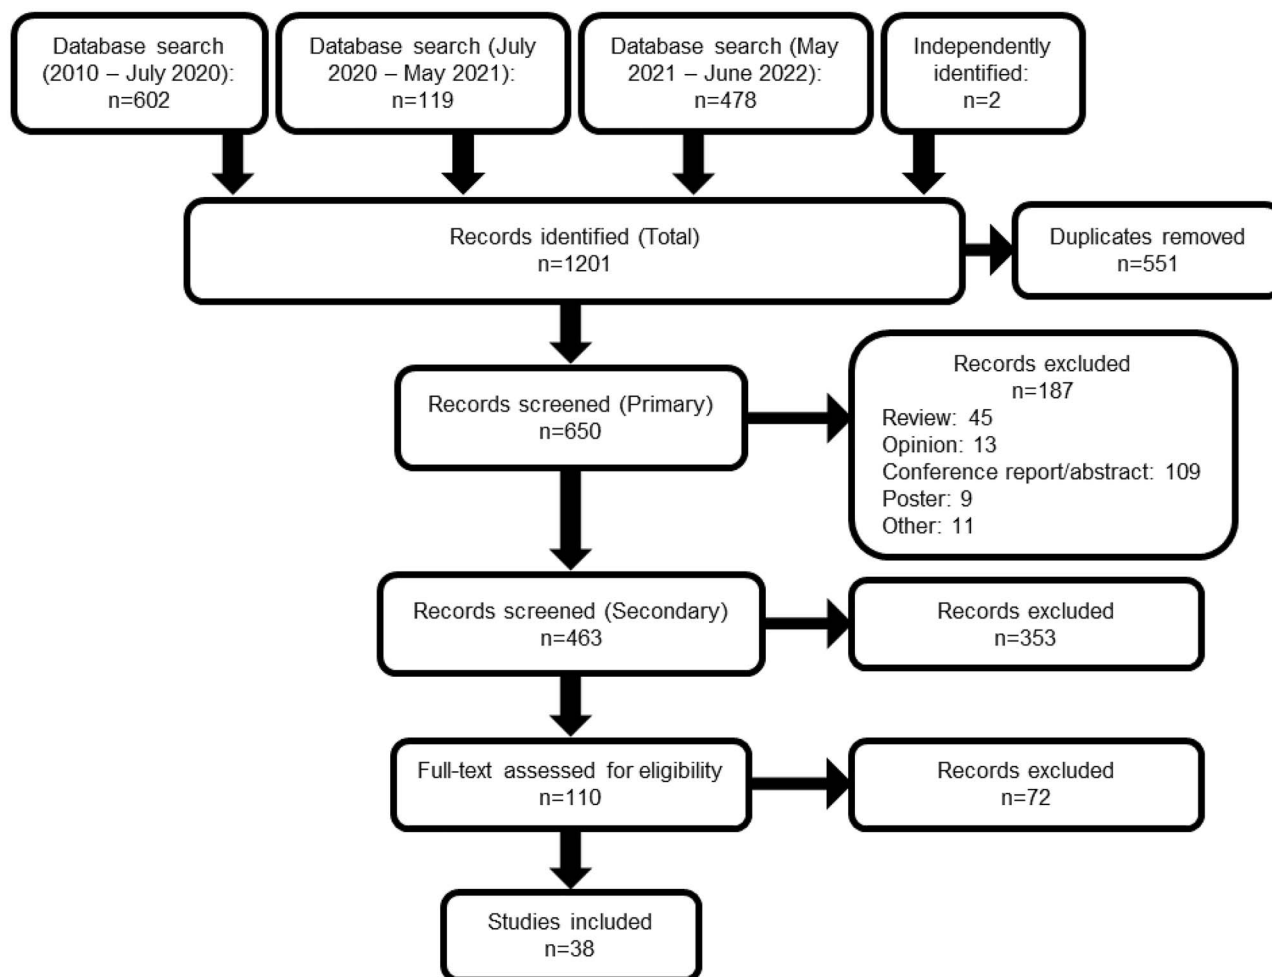 Database search
(2010 – July 2020):
n=602
Database search (July
2020 – May 2021):
n=119
Database search (May
2021 – June 2022):
n=478
Independently
identified:
n=2
Records identified (Total)
n=1201
Duplicates removed
n=551
Records screened (Primary)
n=650
Records excluded
n=187
Review: 45
Opinion: 13
Conference report/abstract: 109
Poster: 9
Other: 11
Records screened (Secondary)
n=463
Records excluded
n=353
Full-text assessed for eligibility
n=110
Records excluded
n=72
Studies included
n=38